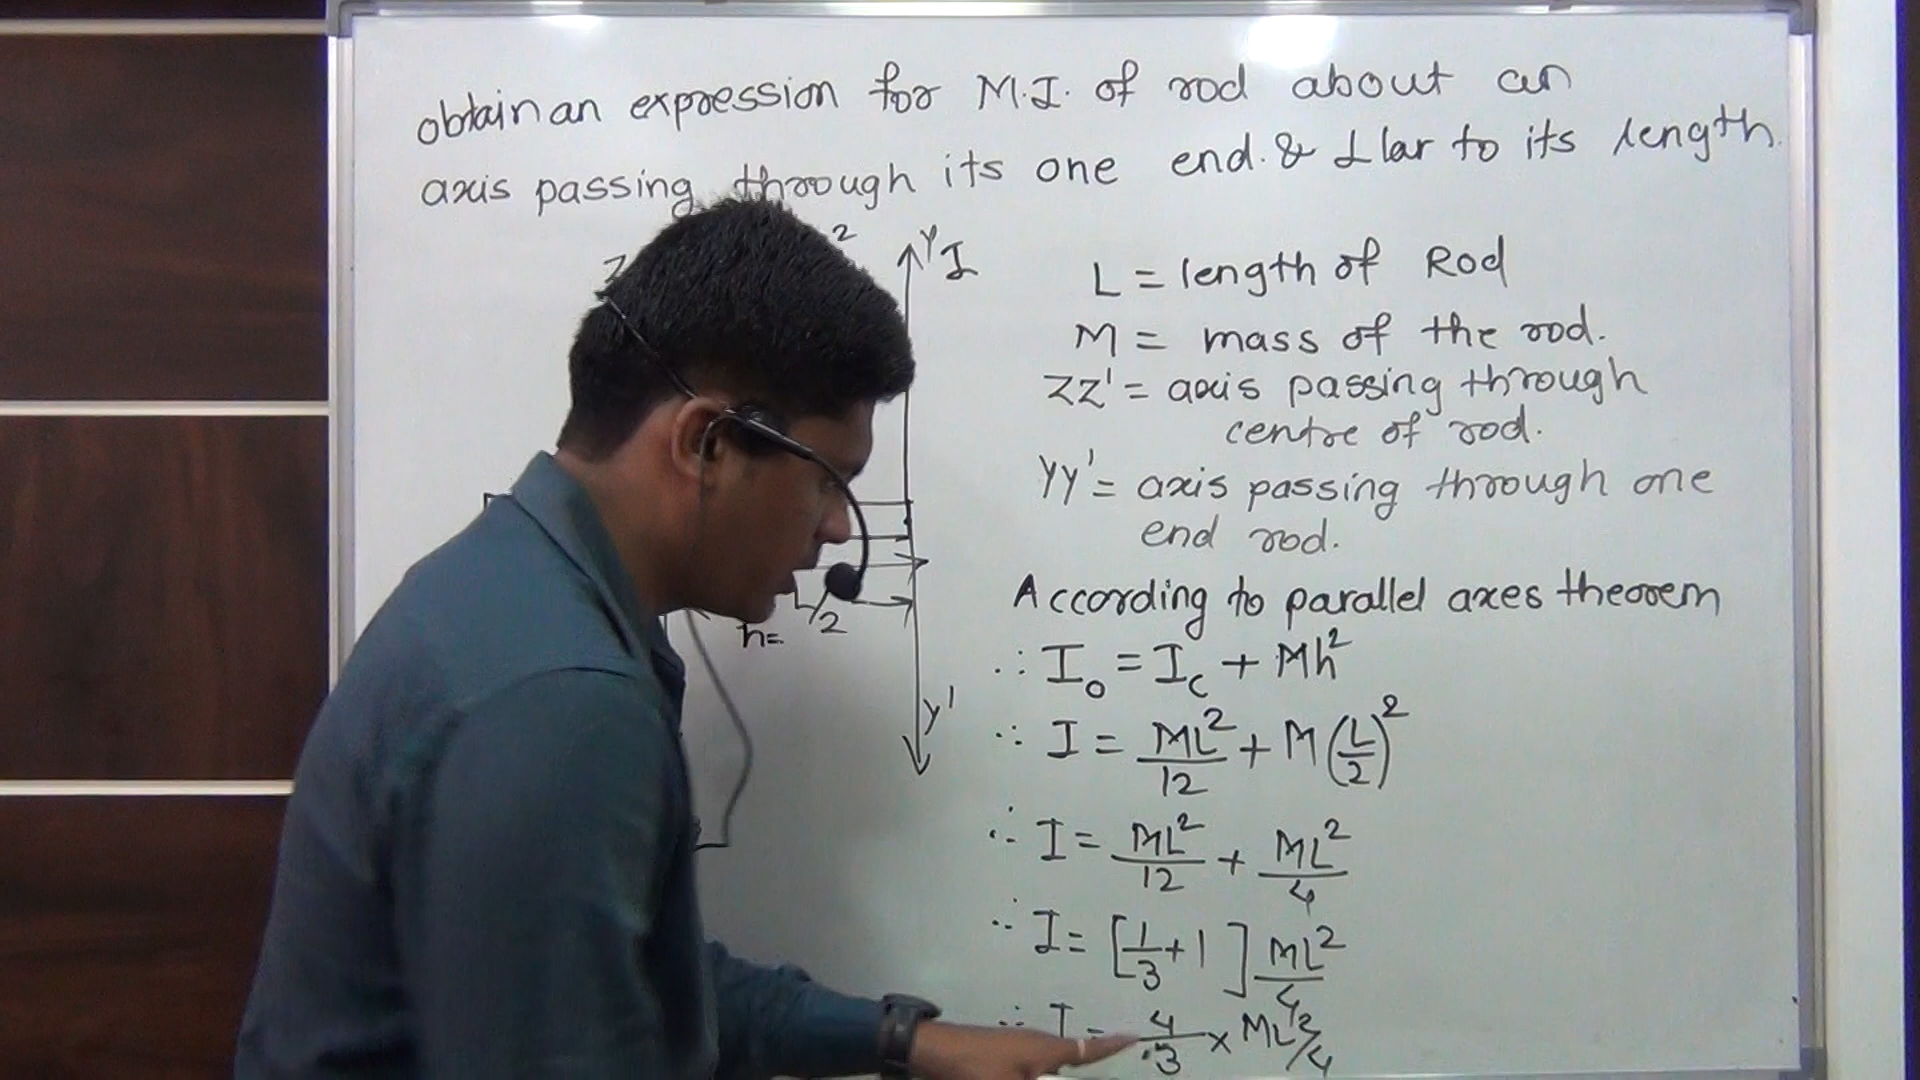 obtain an expression for M.I. of rod about an
axis passing through its one end. & ⊥lar to its length.
Z
2
Y I
L = length of Rod
M = mass of the rod.
ZZ' = axis passing through
centre of rod.
YY' = axis passing through one
end rod.
h= L/2
Y'
According to parallel axes theorem
∴ I₀ = I_c + Mh²
∴ I = ML²/12 + M(L/2)²
∴ I = ML²/12 + ML²/4
∴ I = [1/3 + 1] ML²/4
∴ I = 4/3 × ML²/4